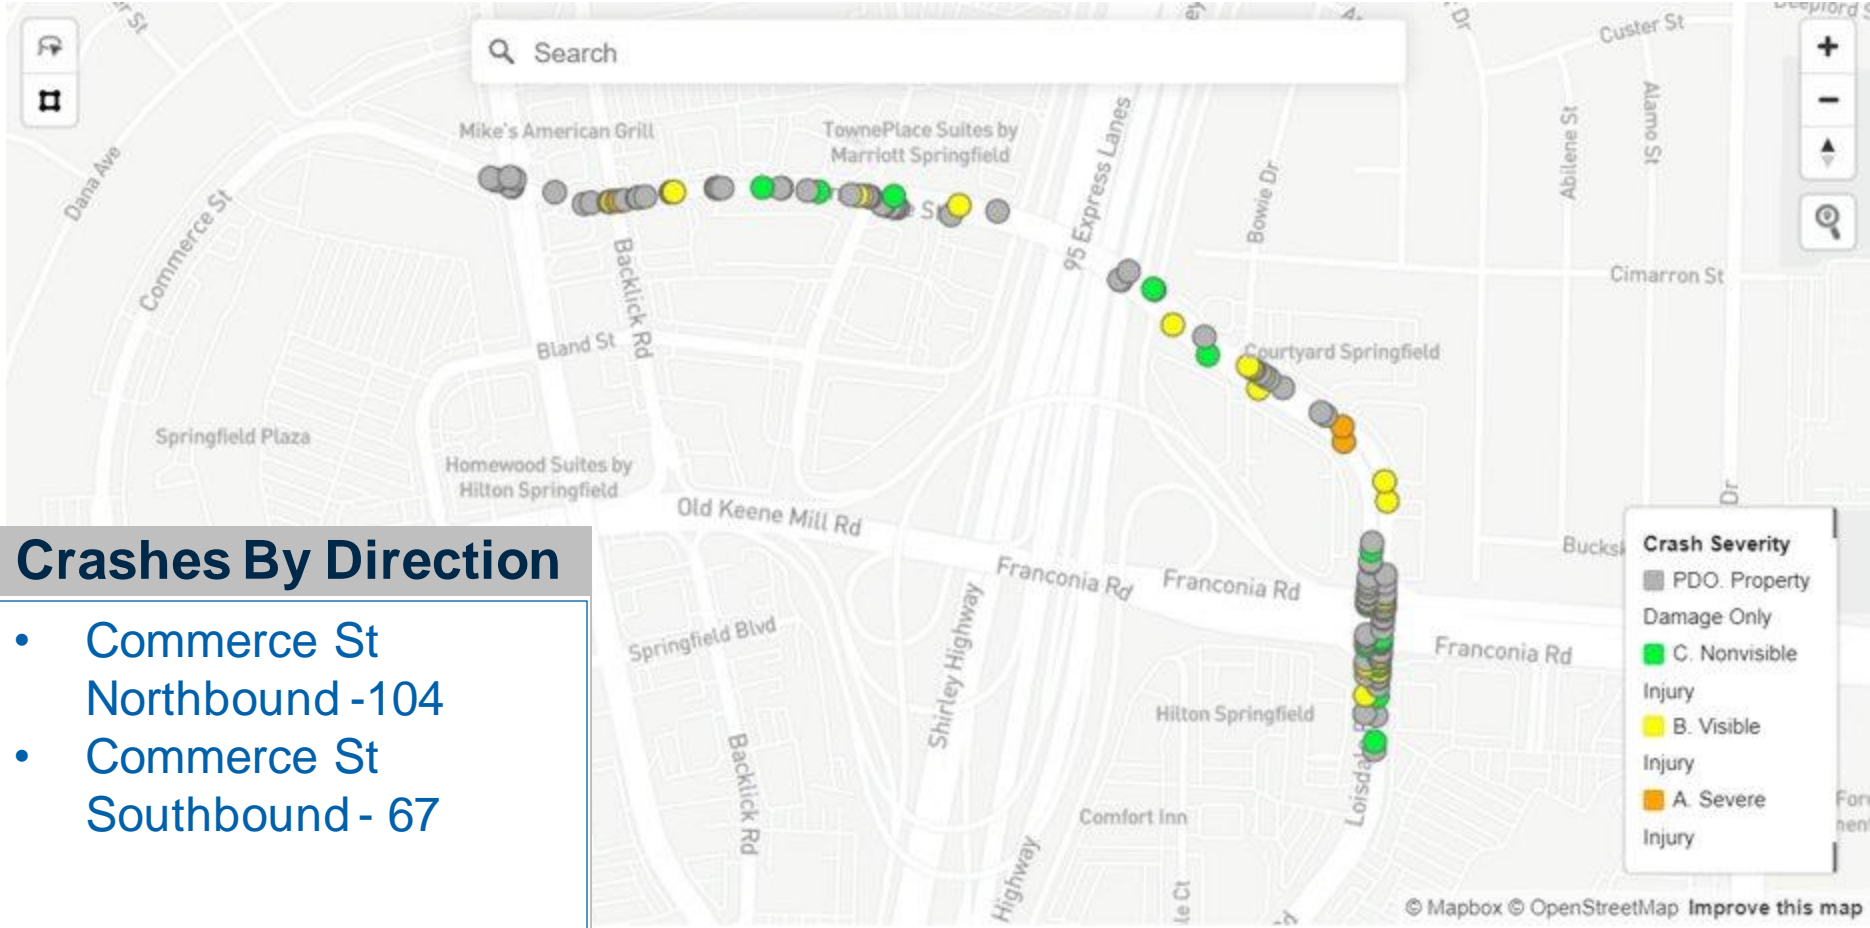 Search
Custer St
Mike's American Grill
TownePlace Suites by
Marriott Springfield
95 Express Lanes
Abilene St
Alamo St
Dana Ave
Commerce St
Bowie Dr
Backlick Rd
Cimarron St
Bland St
Courtyard Springfield
Springfield Plaza
Homewood Suites by
Hilton Springfield
Old Keene Mill Rd
Dr
Franconia Rd
Franconia Rd
Franconia Rd
Springfield Blvd
Shirley Highway
Hilton Springfield
Backlick Rd
Comfort Inn
Highway
Crashes By Direction
• Commerce St
Northbound -104
• Commerce St
Southbound - 67
Crash Severity
PDO. Property
Damage Only
C. Nonvisible
Injury
B. Visible
Injury
A. Severe
Injury
© Mapbox © OpenStreetMap Improve this map